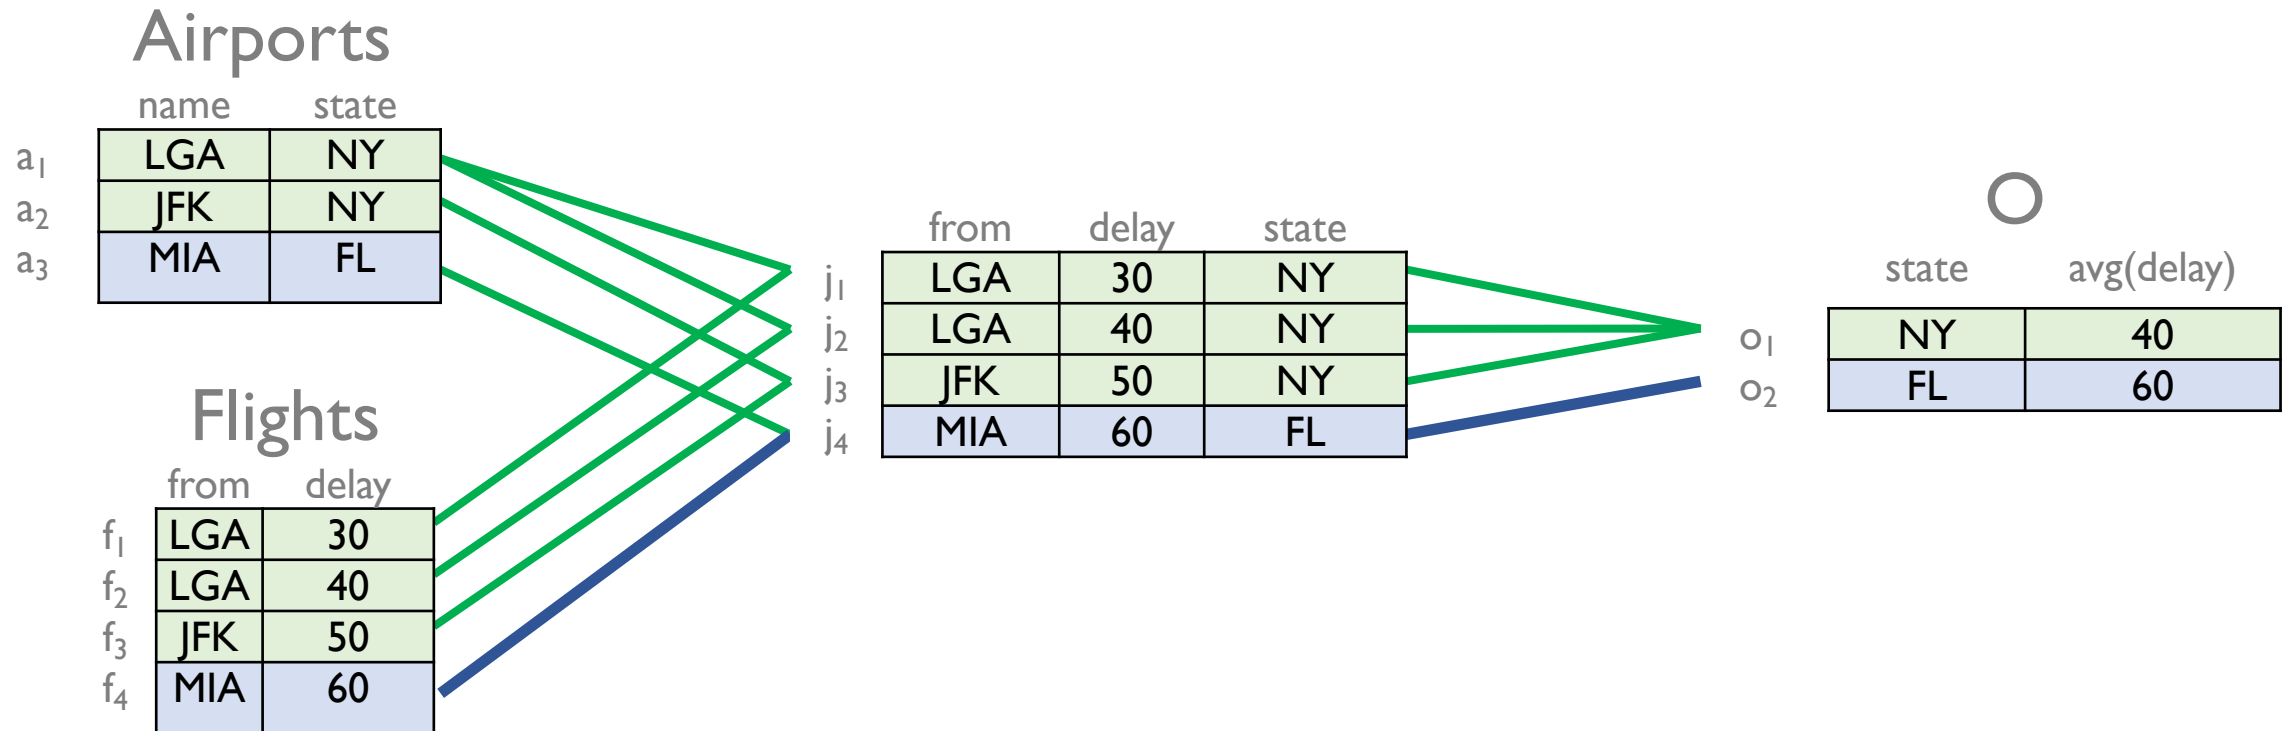 Airports
name state
a1 LGA NY
a2 JFK NY
a3 MIA FL
Flights
from delay
f1 LGA 30
f2 LGA 40
f3 JFK 50
f4 MIA 60
from delay state
j1 LGA 30 NY
j2 LGA 40 NY
j3 JFK 50 NY
j4 MIA 60 FL
O
state avg(delay)
o1 NY 40
o2 FL 60